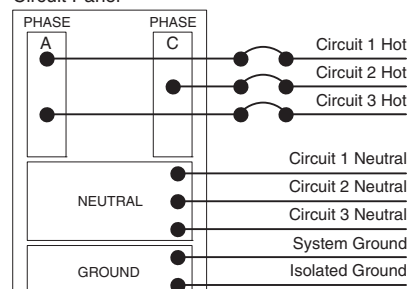 Circuit Panel
PHASE PHASE
A C
Circuit 1 Hot
Circuit 2 Hot
Circuit 3 Hot
Circuit 1 Neutral
Circuit 2 Neutral
NEUTRAL
Circuit 3 Neutral
System Ground
GROUND
Isolated Ground